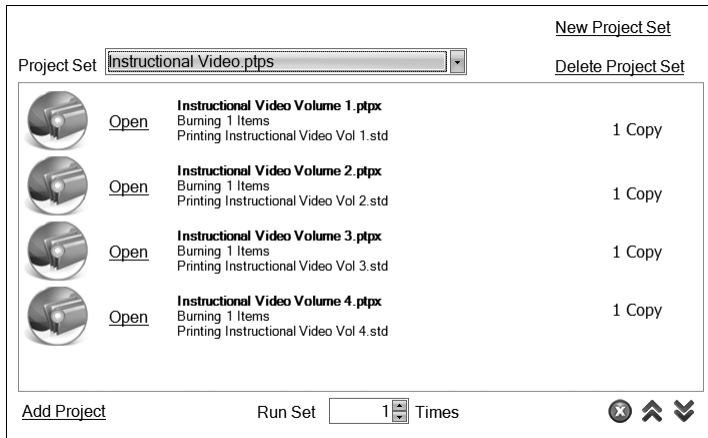 New Project Set
Project Set Instructional Video.ptps
Delete Project Set
Open
Instructional Video Volume 1.ptpx
Burning 1 Items
Printing Instructional Video Vol 1.std
1 Copy
Open
Instructional Video Volume 2.ptpx
Burning 1 Items
Printing Instructional Video Vol 2.std
1 Copy
Open
Instructional Video Volume 3.ptpx
Burning 1 Items
Printing Instructional Video Vol 3.std
1 Copy
Open
Instructional Video Volume 4.ptpx
Burning 1 Items
Printing Instructional Video Vol 4.std
1 Copy
Add Project
Run Set 1 Times